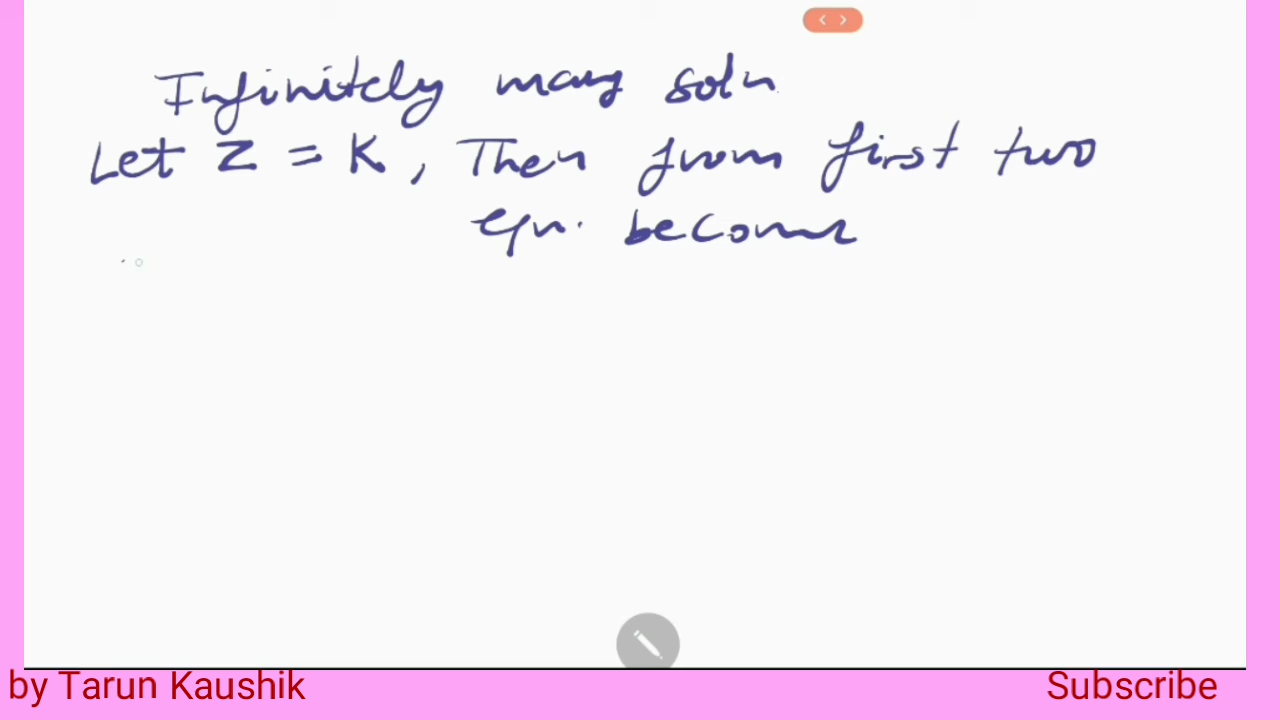 Infinitely many soln
Let Z = K, Then from first two
eqn. become
by Tarun Kaushik
Subscribe